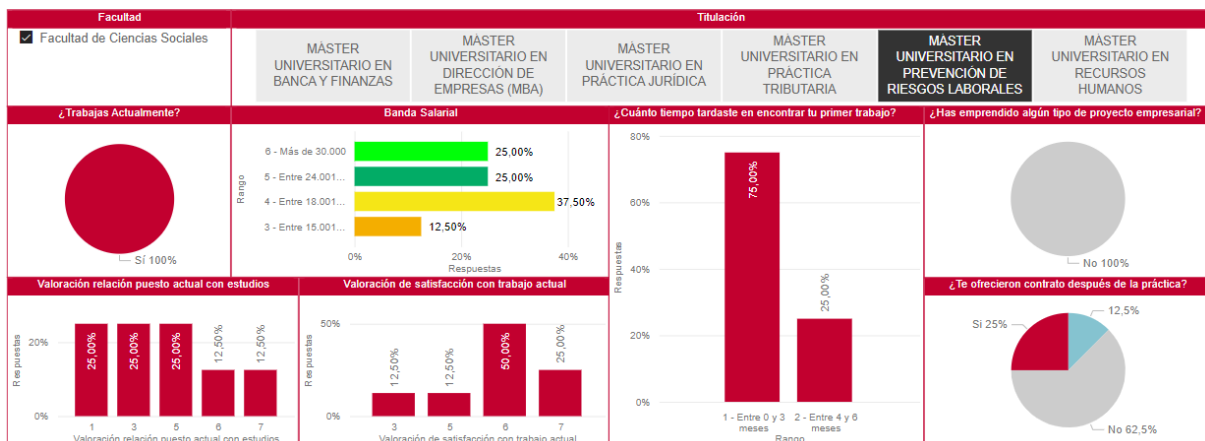 Facultad
Titulación
Facultad de Ciencias Sociales
MÁSTER
UNIVERSITARIO EN
BANCA Y FINANZAS
MÁSTER
UNIVERSITARIO EN
DIRECCIÓN DE
EMPRESAS (MBA)
MÁSTER
UNIVERSITARIO EN
PRÁCTICA JURÍDICA
MÁSTER
UNIVERSITARIO EN
PRÁCTICA
TRIBUTARIA
MÁSTER
UNIVERSITARIO EN
PREVENCIÓN DE
RIESGOS LABORALES
MÁSTER
UNIVERSITARIO EN
RECURSOS
HUMANOS
¿Trabajas Actualmente?
Sí 100%
Banda Salarial
Rango
6 - Más de 30.000
25,00%
5 - Entre 24.001...
25,00%
4 - Entre 18.001...
37,50%
3 - Entre 15.001...
12,50%
0%
20%
40%
Respuestas
¿Cuánto tiempo tardaste en encontrar tu primer trabajo?
Respuestas
80%
60%
40%
20%
0%
75,00%
25,00%
1 - Entre 0 y 3
meses
2 - Entre 4 y 6
meses
Rango
¿Has emprendido algún tipo de proyecto empresarial?
No 100%
Valoración relación puesto actual con estudios
Respuestas
20%
0%
25,00%
25,00%
25,00%
12,50%
12,50%
1
3
5
6
7
Valoración relación puesto actual con estudios
Valoración de satisfacción con trabajo actual
Respuestas
50%
0%
12,50%
12,50%
50,00%
25,00%
3
5
6
7
Valoración de satisfacción con trabajo actual
¿Te ofrecieron contrato después de la práctica?
Si 25%
12,5%
No 62,5%